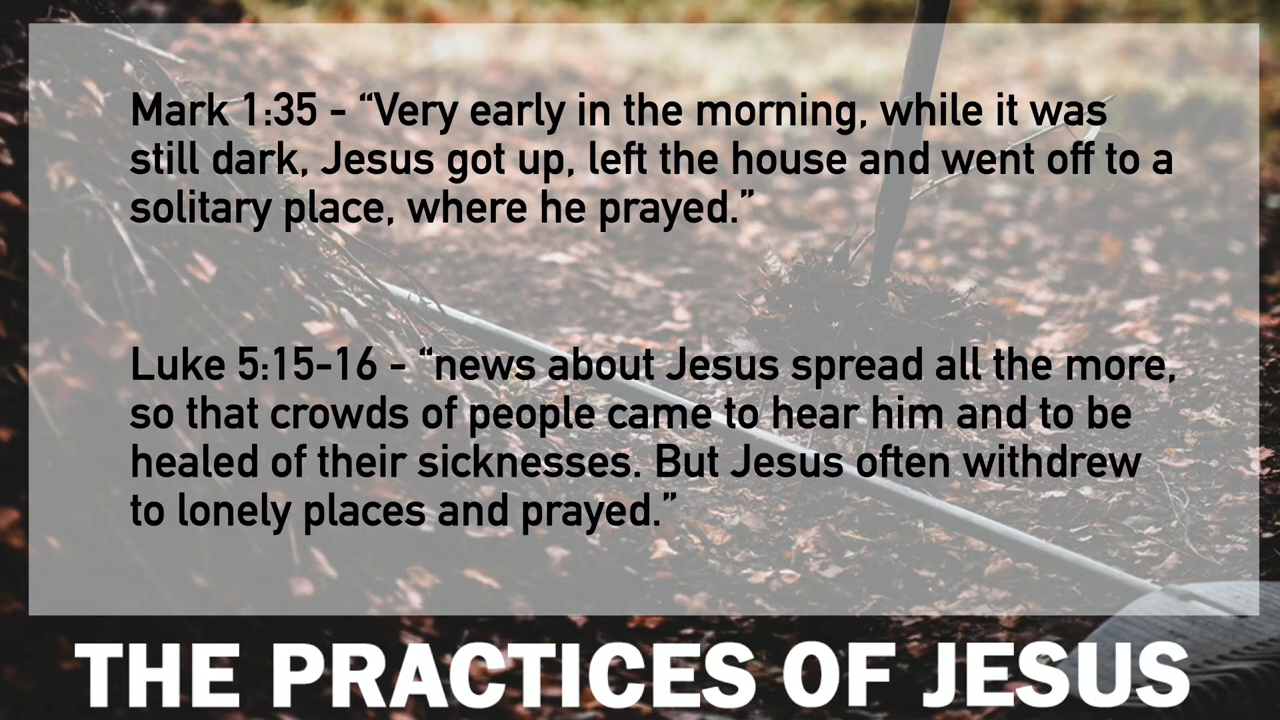 Mark 1:35 - “Very early in the morning, while it was
still dark, Jesus got up, left the house and went off to a
solitary place, where he prayed.”
Luke 5:15-16 - “news about Jesus spread all the more,
so that crowds of people came to hear him and to be
healed of their sicknesses. But Jesus often withdrew
to lonely places and prayed.”
THE PRACTICES OF JESUS